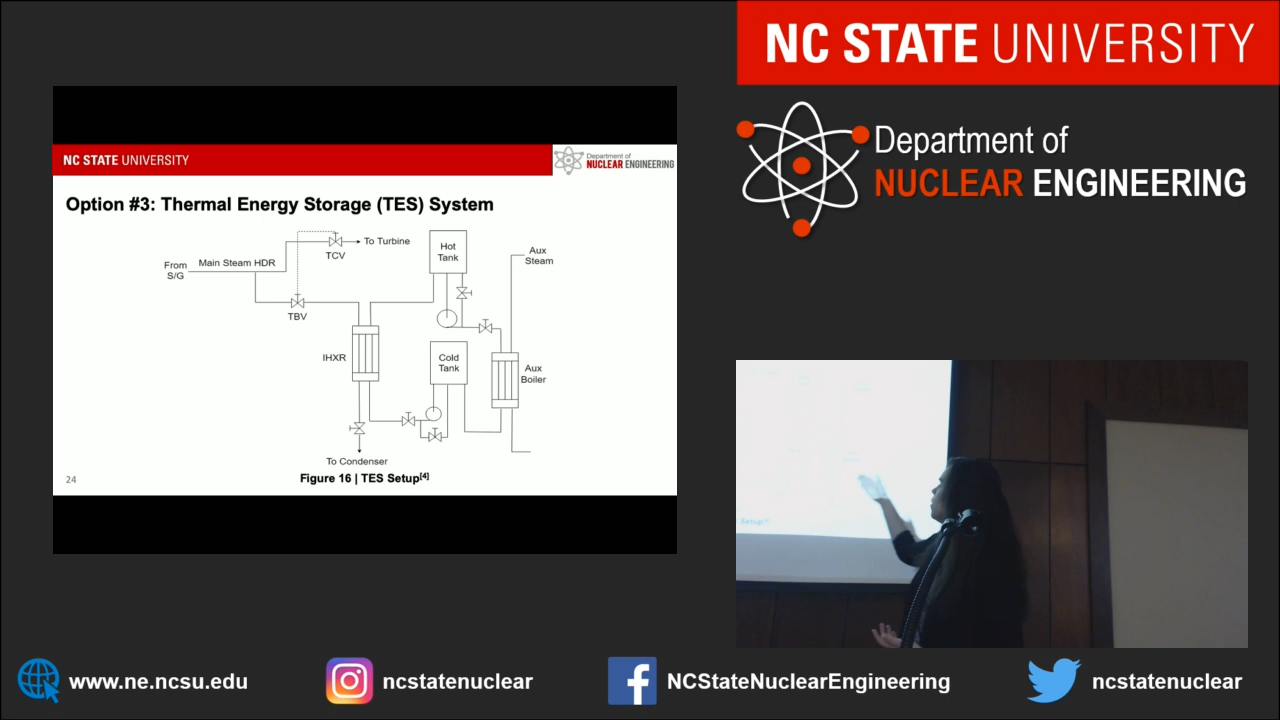 NC STATE UNIVERSITY
Department of
NUCLEAR ENGINEERING
NC STATE UNIVERSITY
Department of
NUCLEAR ENGINEERING
Option #3: Thermal Energy Storage (TES) System
From
S/G
Main Steam HDR
To Turbine
TCV
TBV
Hot
Tank
Aux
Steam
IHXR
Cold
Tank
Aux
Boiler
To Condenser
Figure 16 | TES Setup[4]
24
www.ne.ncsu.edu
ncstatenuclear
NCStateNuclearEngineering
ncstatenuclear